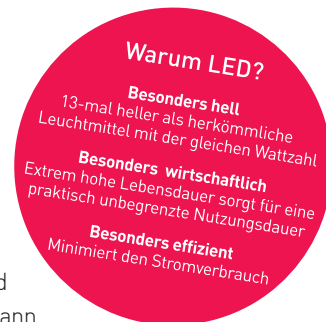 Warum LED?
Besonders hell
13-mal heller als herkömmliche
Leuchtmittel mit der gleichen Wattzahl
Besonders wirtschaftlich
Extrem hohe Lebensdauer sorgt für eine
praktisch unbegrenzte Nutzungsdauer
Besonders effizient
Minimiert den Stromverbrauch